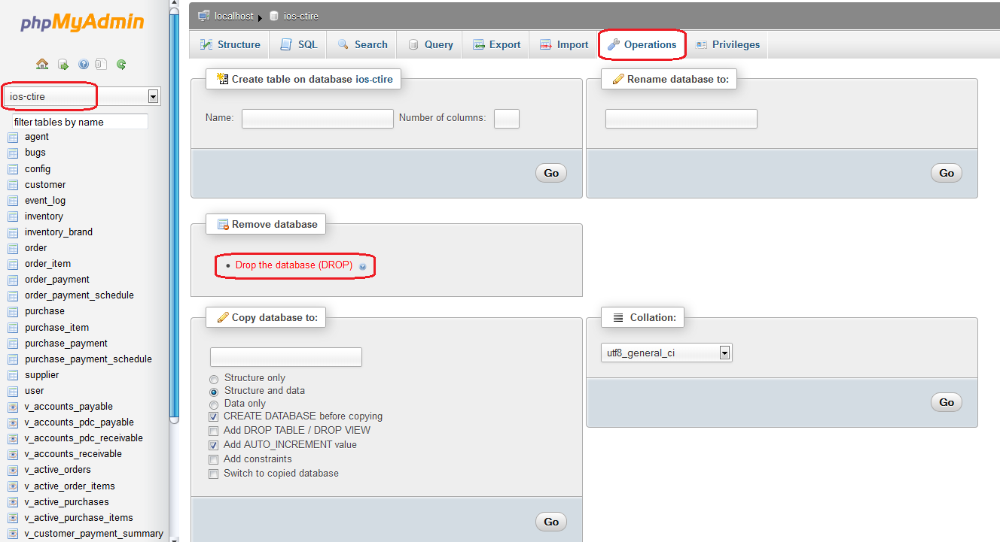 phpMyAdmin
ios-ctire
filter tables by name
agent
bugs
config
customer
event_log
inventory
inventory_brand
order
order_item
order_payment
order_payment_schedule
purchase
purchase_item
purchase_payment
purchase_payment_schedule
supplier
user
v_accounts_payable
v_accounts_pdc_payable
v_accounts_pdc_receivable
v_accounts_receivable
v_active_orders
v_active_order_items
v_active_purchases
v_active_purchase_items
v_customer_payment_summary
localhost ios-ctire
Structure SQL Search Query Export Import Operations Privileges
Create table on database ios-ctire
Name: Number of columns:
Go
Rename database to:
Go
Remove database
Drop the database (DROP)
Copy database to:
Structure only
Structure and data
Data only
CREATE DATABASE before copying
Add DROP TABLE / DROP VIEW
Add AUTO_INCREMENT value
Add constraints
Switch to copied database
Go
Collation:
utf8_general_ci
Go